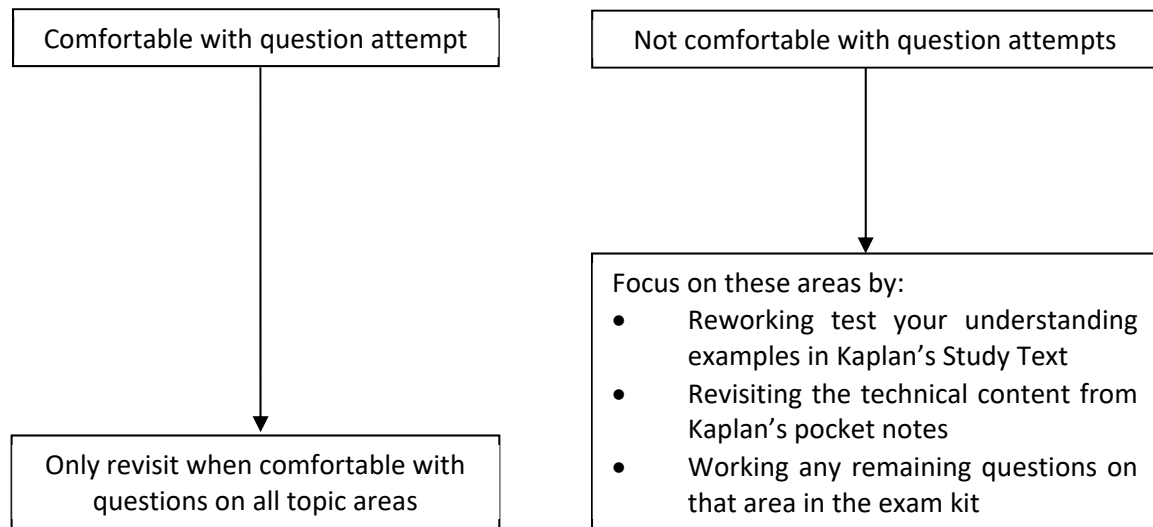 Comfortable with question attempt
Not comfortable with question attempts
Focus on these areas by:
• Reworking test your understanding
examples in Kaplan’s Study Text
• Revisiting the technical content from
Kaplan’s pocket notes
• Working any remaining questions on
that area in the exam kit
Only revisit when comfortable with
questions on all topic areas